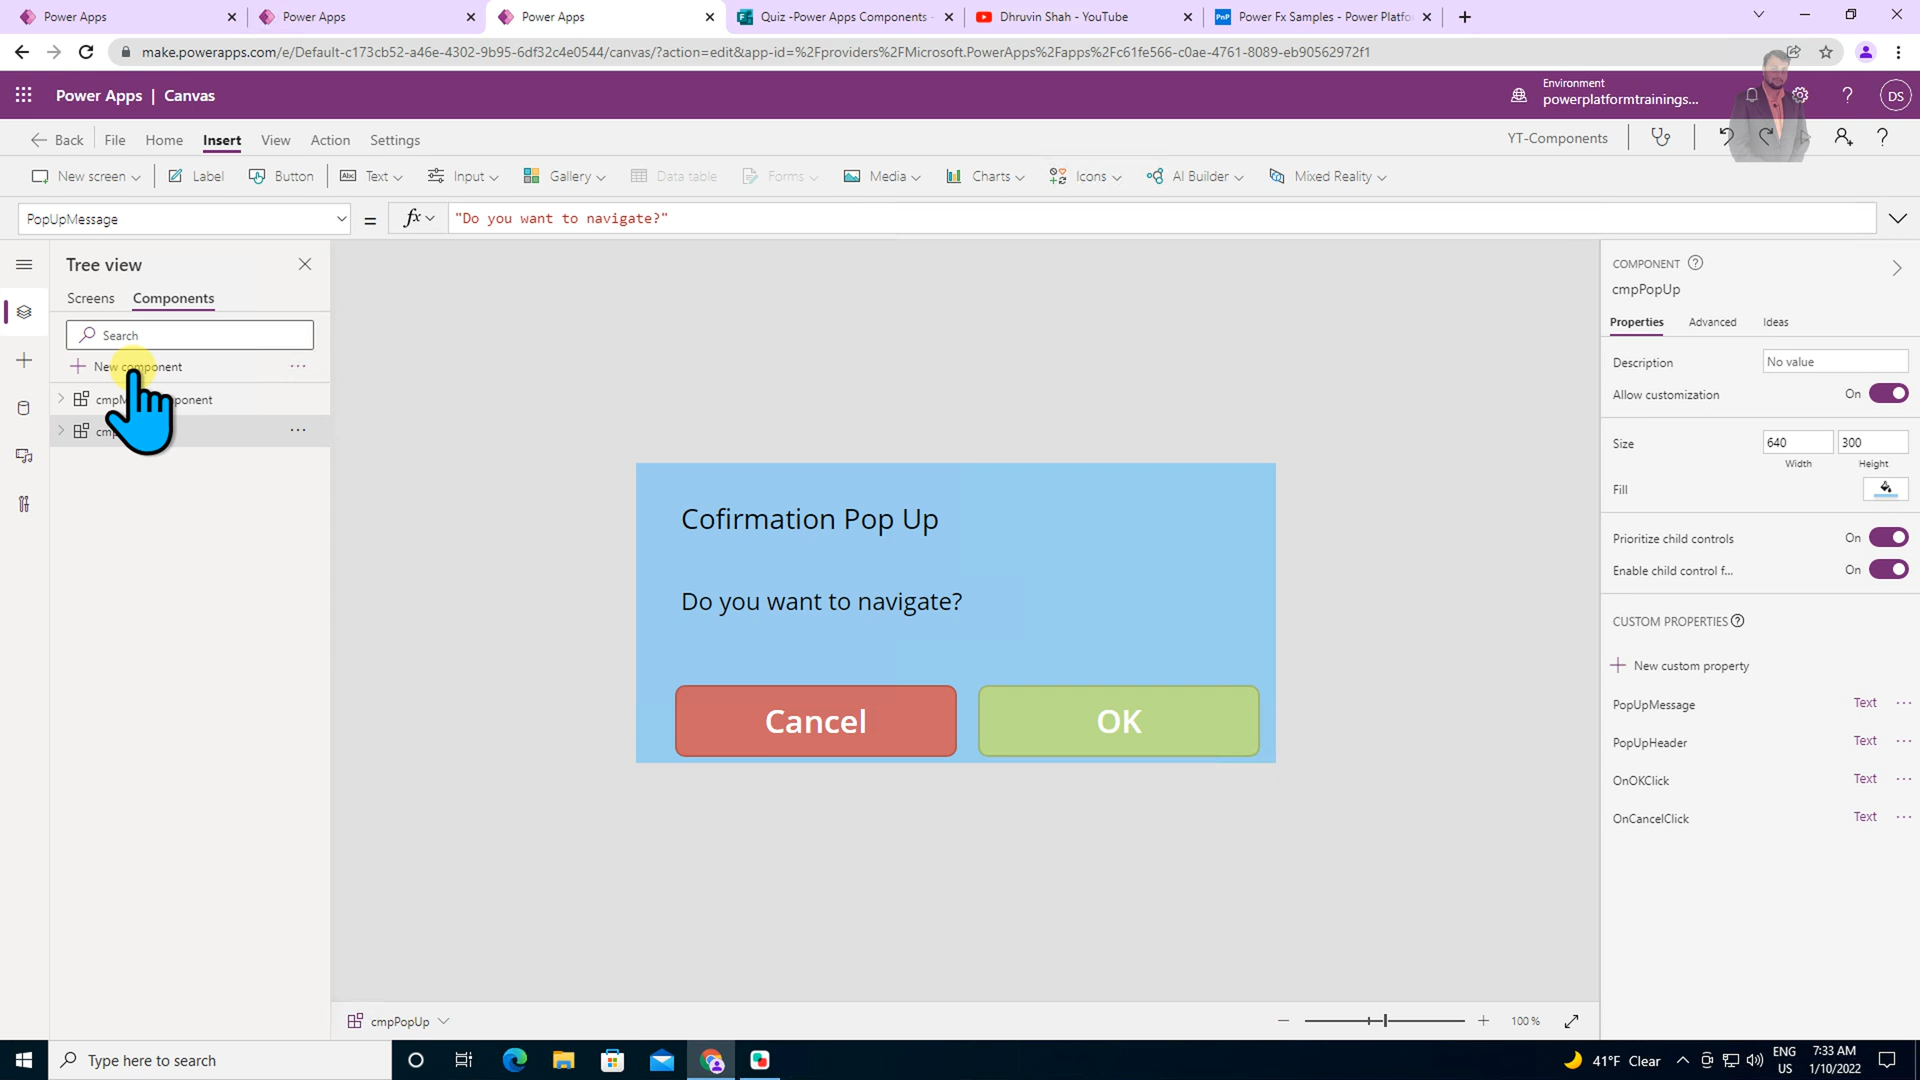 Power Apps
Power Apps
Power Apps
Quiz -Power Apps Components -
Dhruvin Shah - YouTube
Power Fx Samples - Power Platfo
make.powerapps.com/e/Default-c173cb52-a46e-4302-9b95-6df32c4e0544/canvas/?action=edit&app-id=%2Fproviders%2FMicrosoft.PowerApps%2Fapps%2Fc61fe566-c0ae-4761-8089-eb90562972f1
Power Apps | Canvas
Environment
powerplatformtrainings...
DS
Back File Home Insert View Action Settings
YT-Components
New screen Label Button Text Input Gallery Data table Forms Media Charts Icons AI Builder Mixed Reality
PopUpMessage = fx "Do you want to navigate?"
Tree view
Screens Components
Search
New component
Cofirmation Pop Up
Do you want to navigate?
Cancel OK
COMPONENT
cmpPopUp
Properties Advanced Ideas
Description No value
Allow customization On
Size 640 300
Width Height
Fill
Prioritize child controls On
Enable child control f... On
CUSTOM PROPERTIES
New custom property
PopUpMessage Text
PopUpHeader Text
OnOKClick Text
OnCancelClick Text
cmpPopUp
100 %
Type here to search
41°F Clear
ENG
US
7:33 AM
1/10/2022